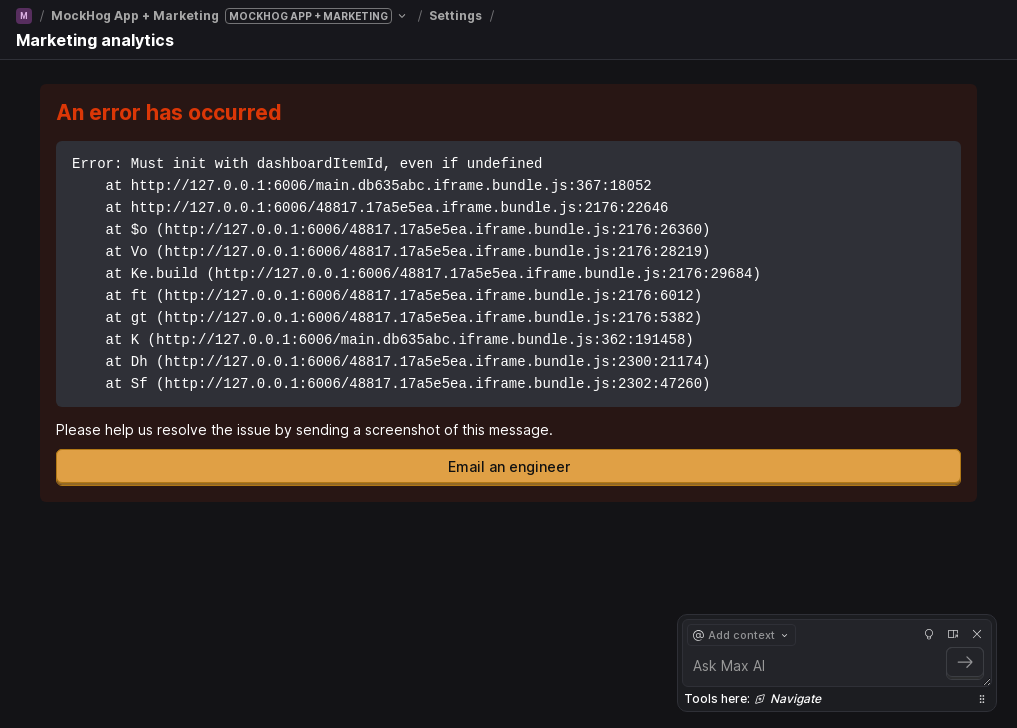 M / MockHog App + Marketing MOCKHOG APP + MARKETING / Settings /
Marketing analytics
An error has occurred
Error: Must init with dashboardItemId, even if undefined
    at http://127.0.0.1:6006/main.db635abc.iframe.bundle.js:367:18052
    at http://127.0.0.1:6006/48817.17a5e5ea.iframe.bundle.js:2176:22646
    at $o (http://127.0.0.1:6006/48817.17a5e5ea.iframe.bundle.js:2176:26360)
    at Vo (http://127.0.0.1:6006/48817.17a5e5ea.iframe.bundle.js:2176:28219)
    at Ke.build (http://127.0.0.1:6006/48817.17a5e5ea.iframe.bundle.js:2176:29684)
    at ft (http://127.0.0.1:6006/48817.17a5e5ea.iframe.bundle.js:2176:6012)
    at gt (http://127.0.0.1:6006/48817.17a5e5ea.iframe.bundle.js:2176:5382)
    at K (http://127.0.0.1:6006/main.db635abc.iframe.bundle.js:362:191458)
    at Dh (http://127.0.0.1:6006/48817.17a5e5ea.iframe.bundle.js:2300:21174)
    at Sf (http://127.0.0.1:6006/48817.17a5e5ea.iframe.bundle.js:2302:47260)
Please help us resolve the issue by sending a screenshot of this message.
Email an engineer
@ Add context
Ask Max AI
Tools here: Navigate